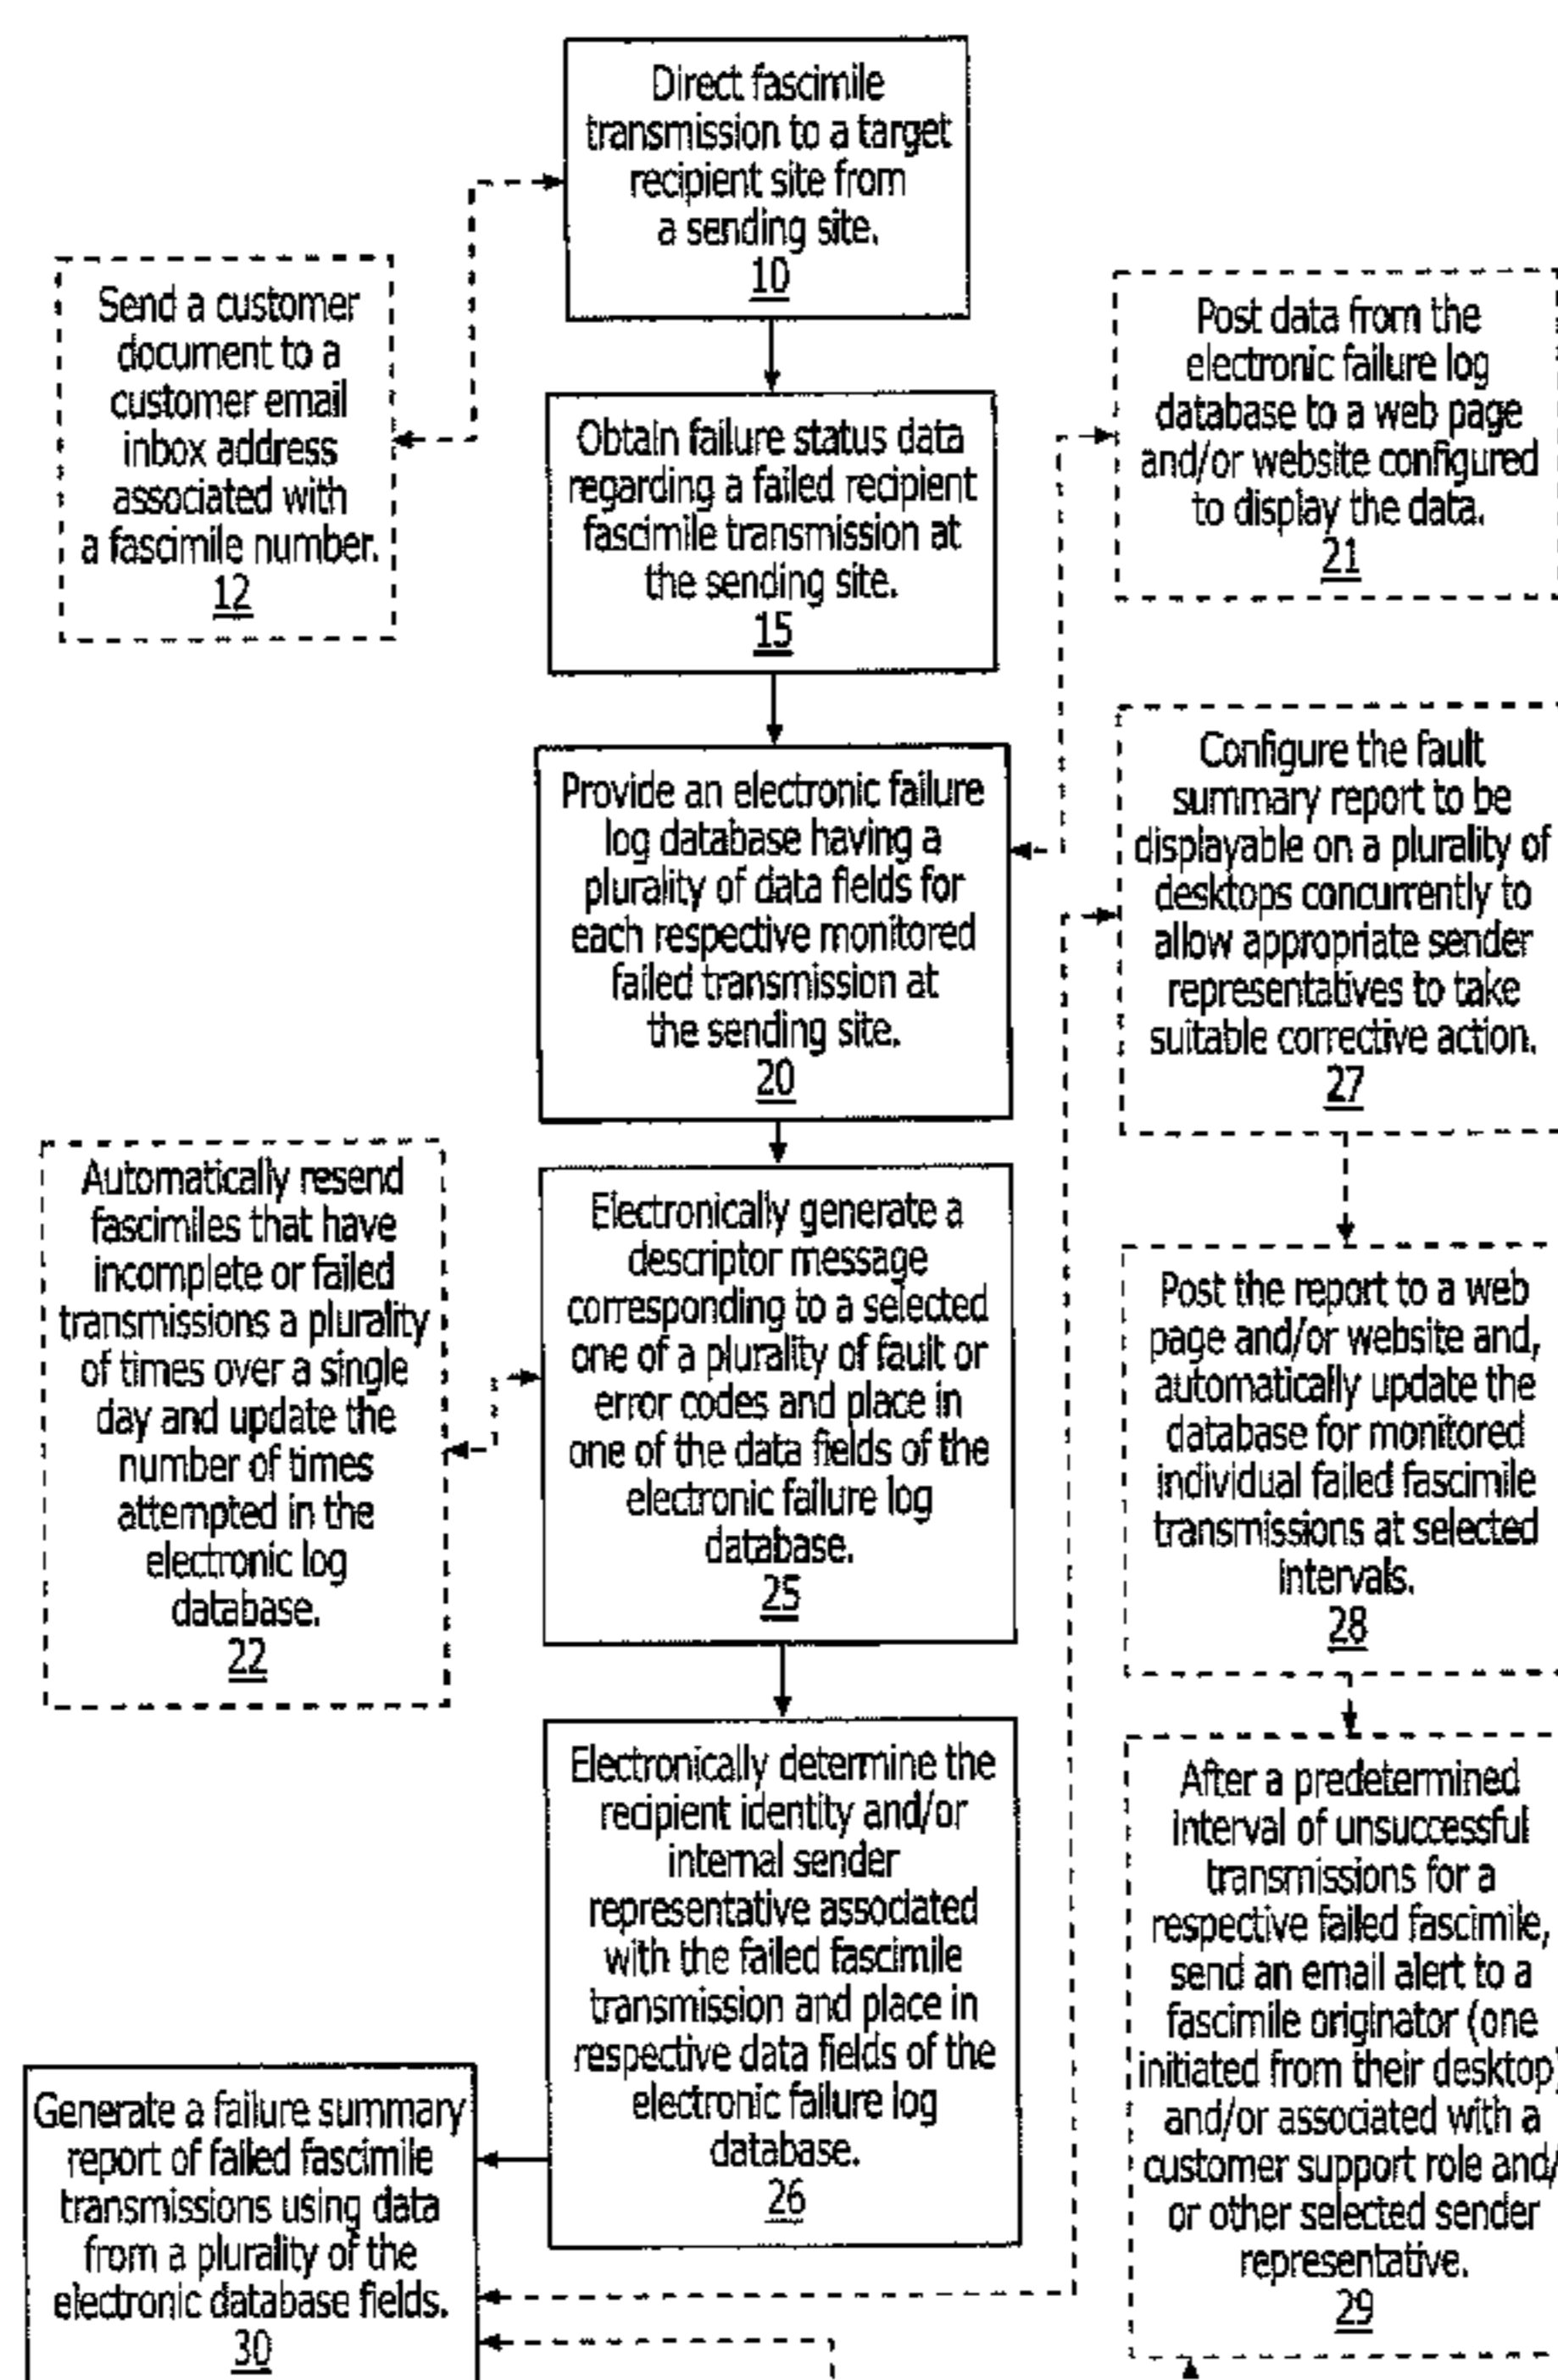 Direct fascimile
transmission to a target
recipient site from
a sending site.
10
Send a customer
document to a
customer email
inbox address
associated with
a fascimile number.
12
Obtain failure status data
regarding a failed recipient
fascimile transmission at
the sending site.
15
Post data from the
electronic failure log
database to a web page
and/or website configured
to display the data.
21
Provide an electronic failure
log database having a
plurality of data fields for
each respective monitored
failed transmission at
the sending site.
20
Configure the fault
summary report to be
displayable on a plurality of
desktops concurrently to
allow appropriate sender
representatives to take
suitable corrective action.
27
Automatically resend
fascimiles that have
incomplete or failed
transmissions a plurality
of times over a single
day and update the
number of times
attempted in the
electronic log
database.
22
Electronically generate a
descriptor message
corresponding to a selected
one of a plurality of fault or
error codes and place in
one of the data fields of the
electronic failure log
database.
25
Post the report to a web
page and/or website and,
automatically update the
database for monitored
individual failed fascimile
transmissions at selected
intervals.
28
Electronically determine the
recipient identity and/or
internal sender
representative associated
with the failed fascimile
transmission and place in
respective data fields of the
electronic failure log
database.
26
After a predetermined
interval of unsuccessful
transmissions for a
respective failed fascimile,
send an email alert to a
fascimile originator (one
initiated from their desktop)
and/or associated with a
customer support role and/
or other selected sender
representative.
29
Generate a failure summary
report of failed fascimile
transmissions using data
from a plurality of the
electronic database fields.
30